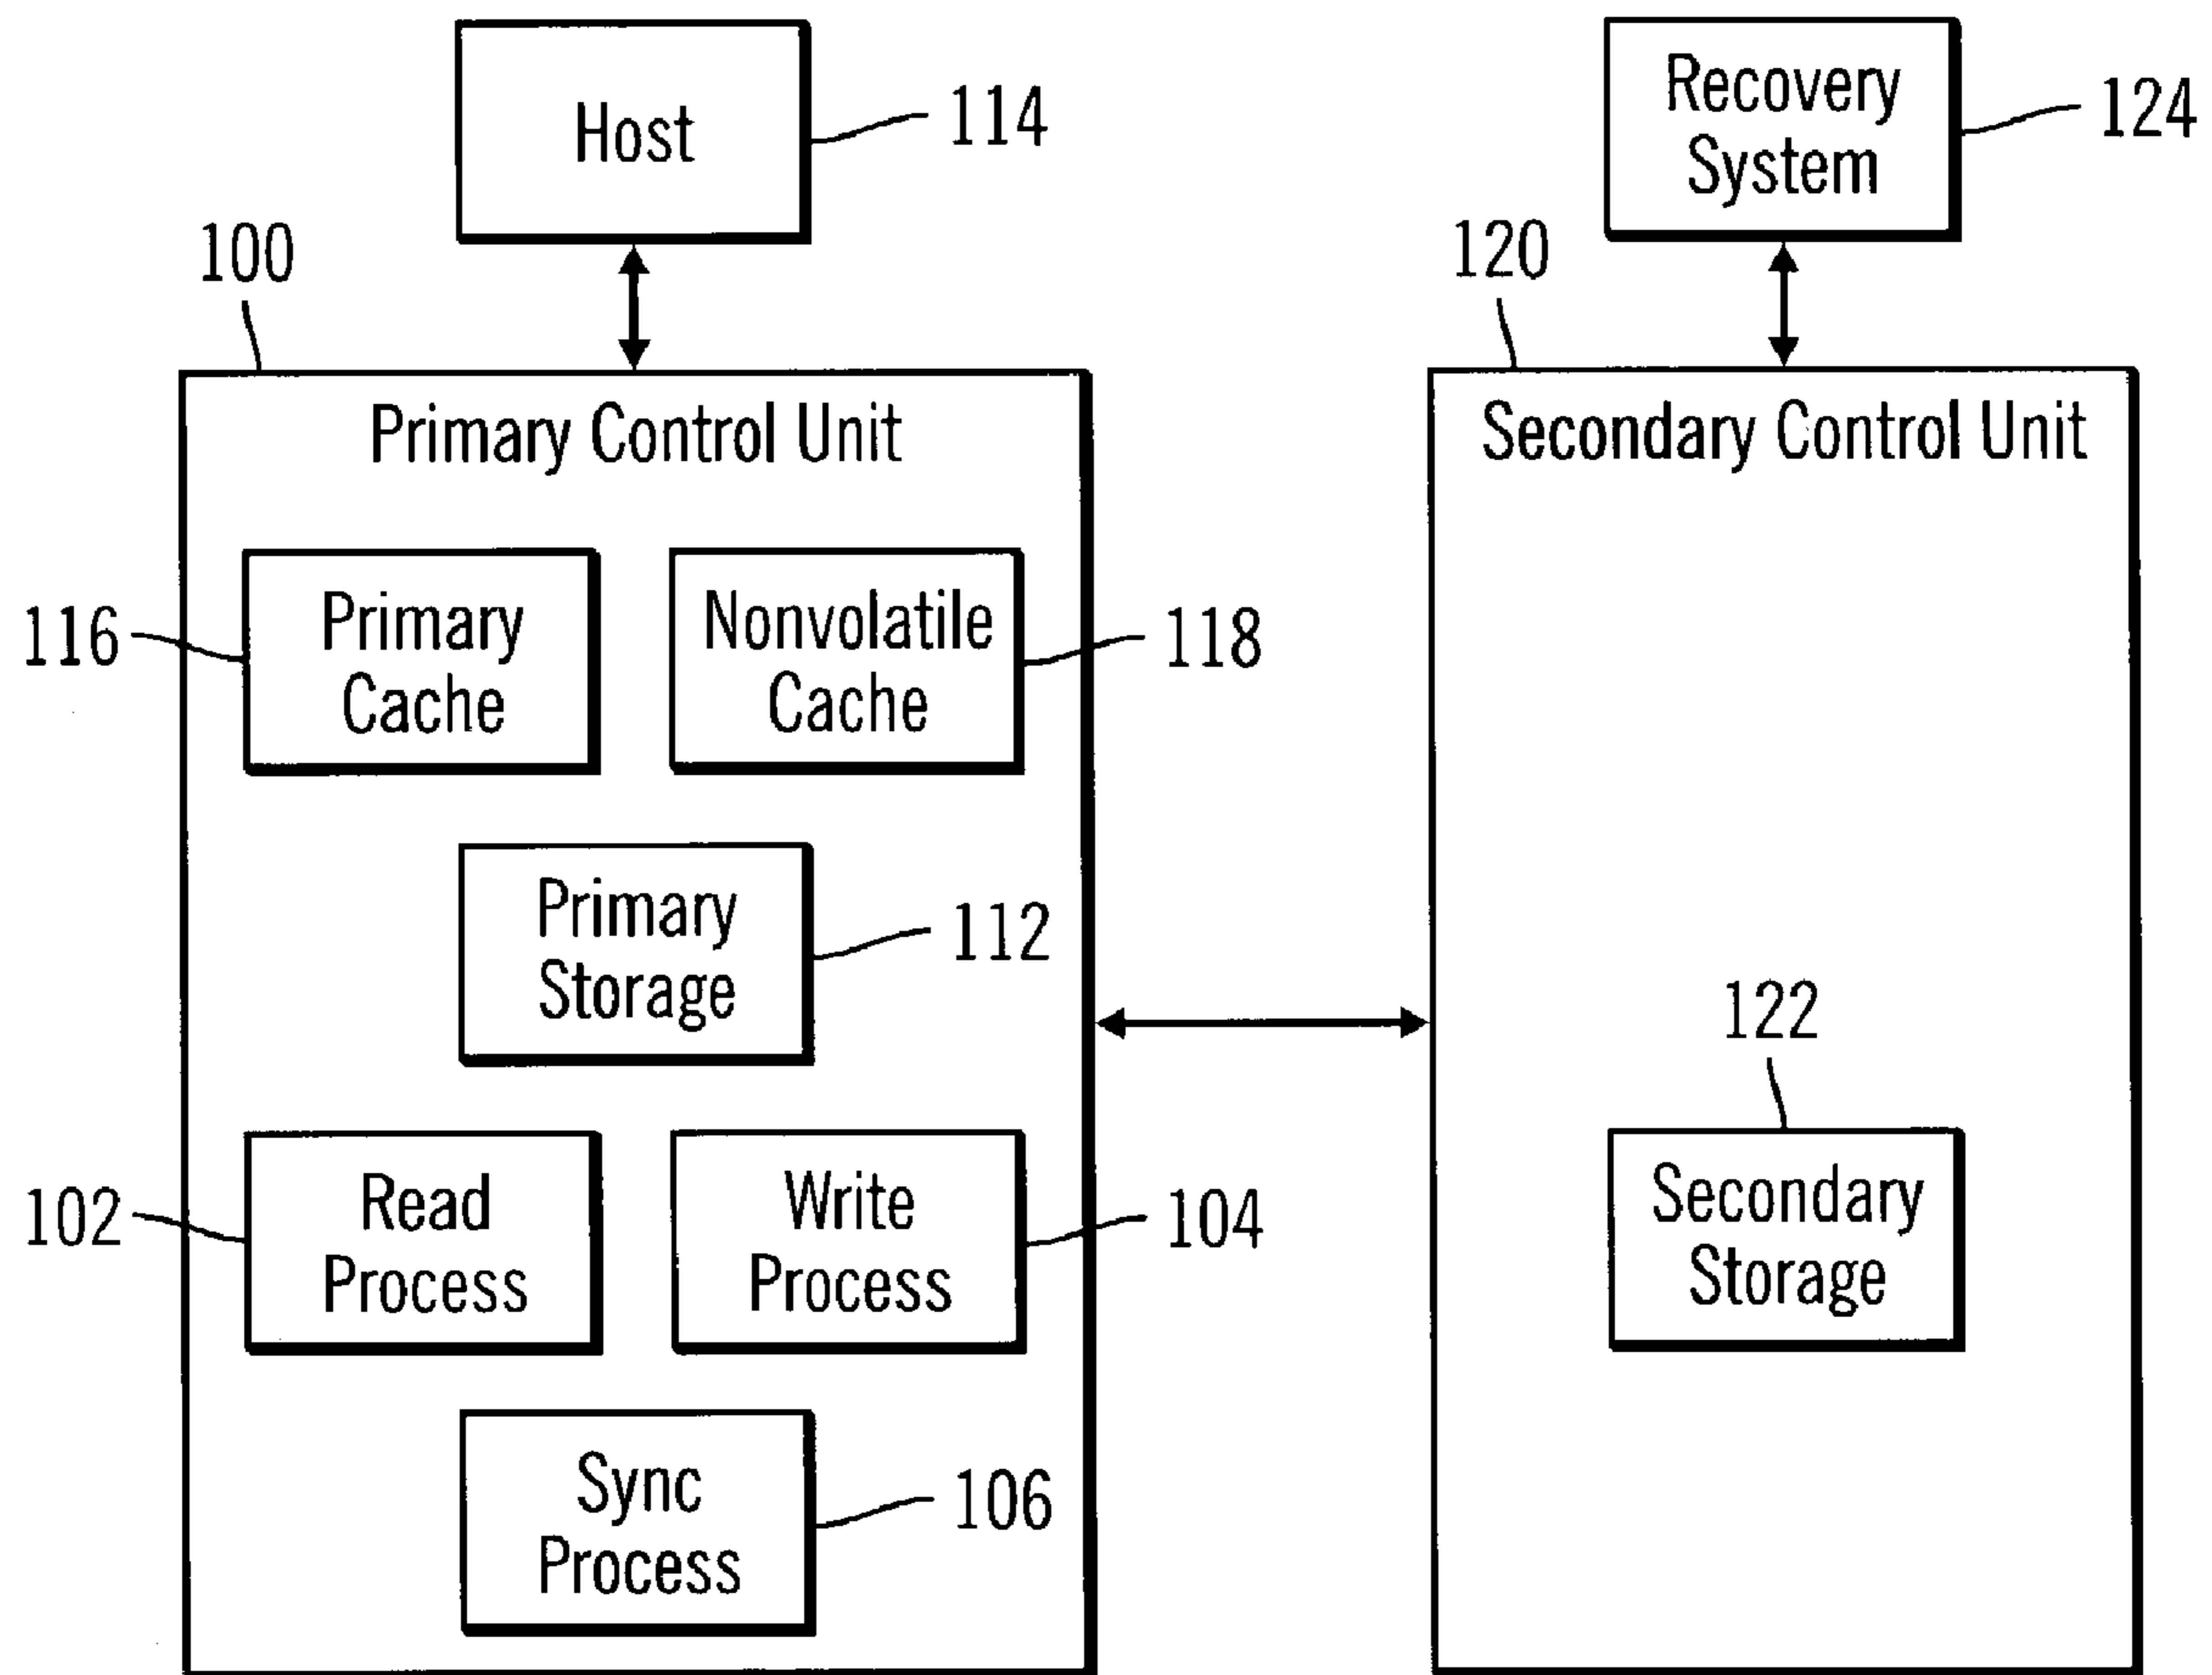 Host
114
Recovery
System
124
100
120
Primary Control Unit
Secondary Control Unit
116
Primary
Cache
Nonvolatile
Cache
118
Primary
Storage
112
122
102
Read
Process
Write
Process
104
Secondary
Storage
Sync
Process
106